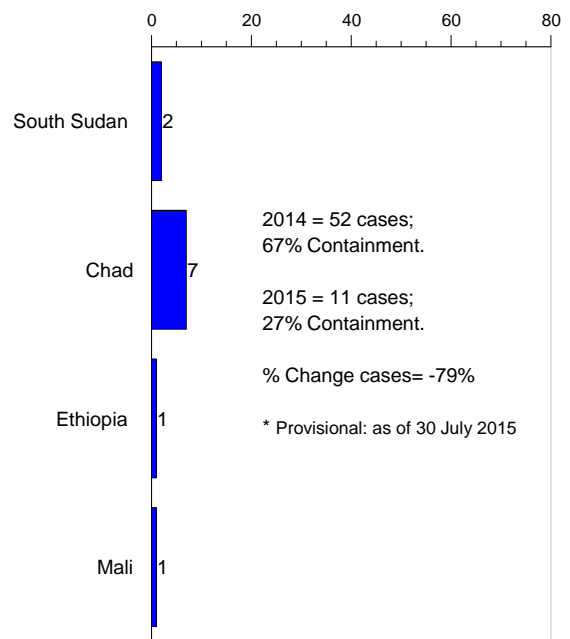 0 20 40 60 80
South Sudan 2
2014 = 52 cases;
67% Containment.
Chad 7
2015 = 11 cases;
27% Containment.
% Change cases= -79%
Ethiopia 1
* Provisional: as of 30 July 2015
Mali 1